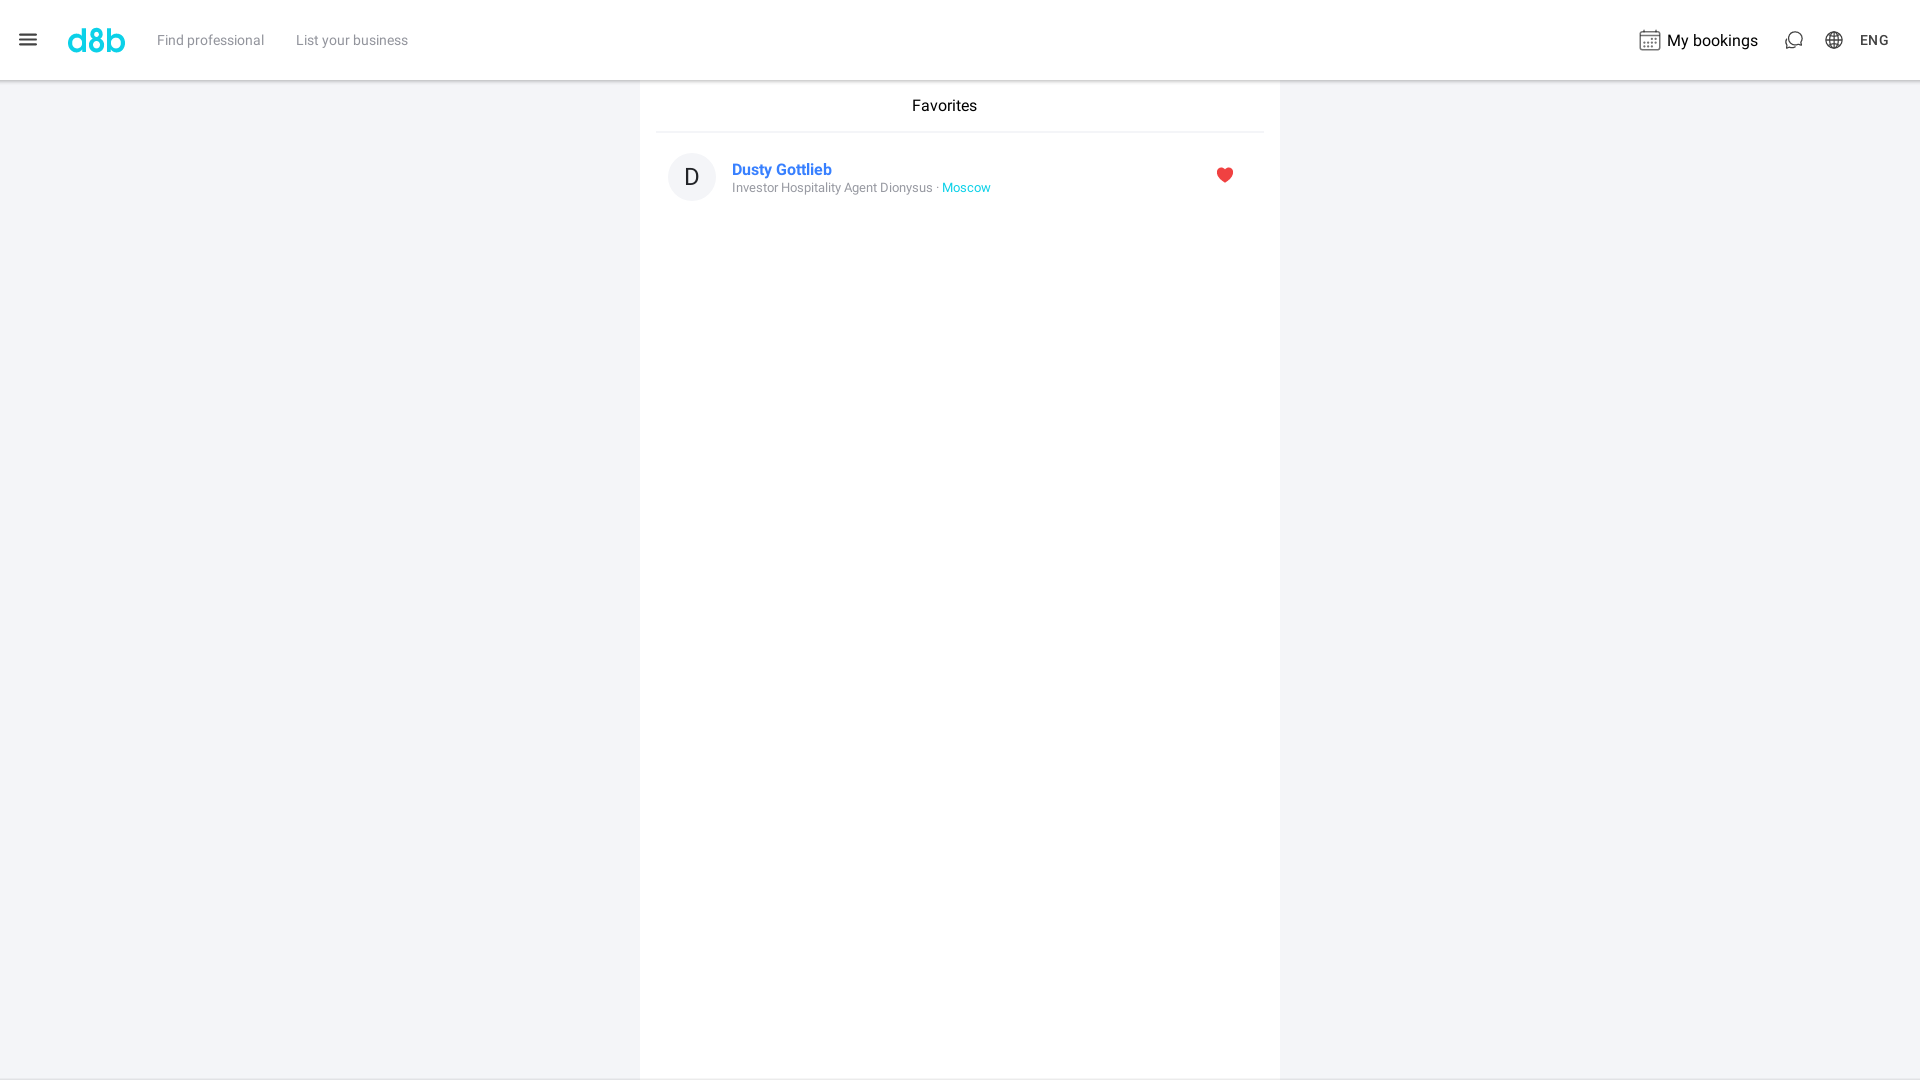 d8b
Find professional
List your business
My bookings
ENG
Favorites
D
Dusty Gottlieb
Investor Hospitality Agent Dionysus · Moscow